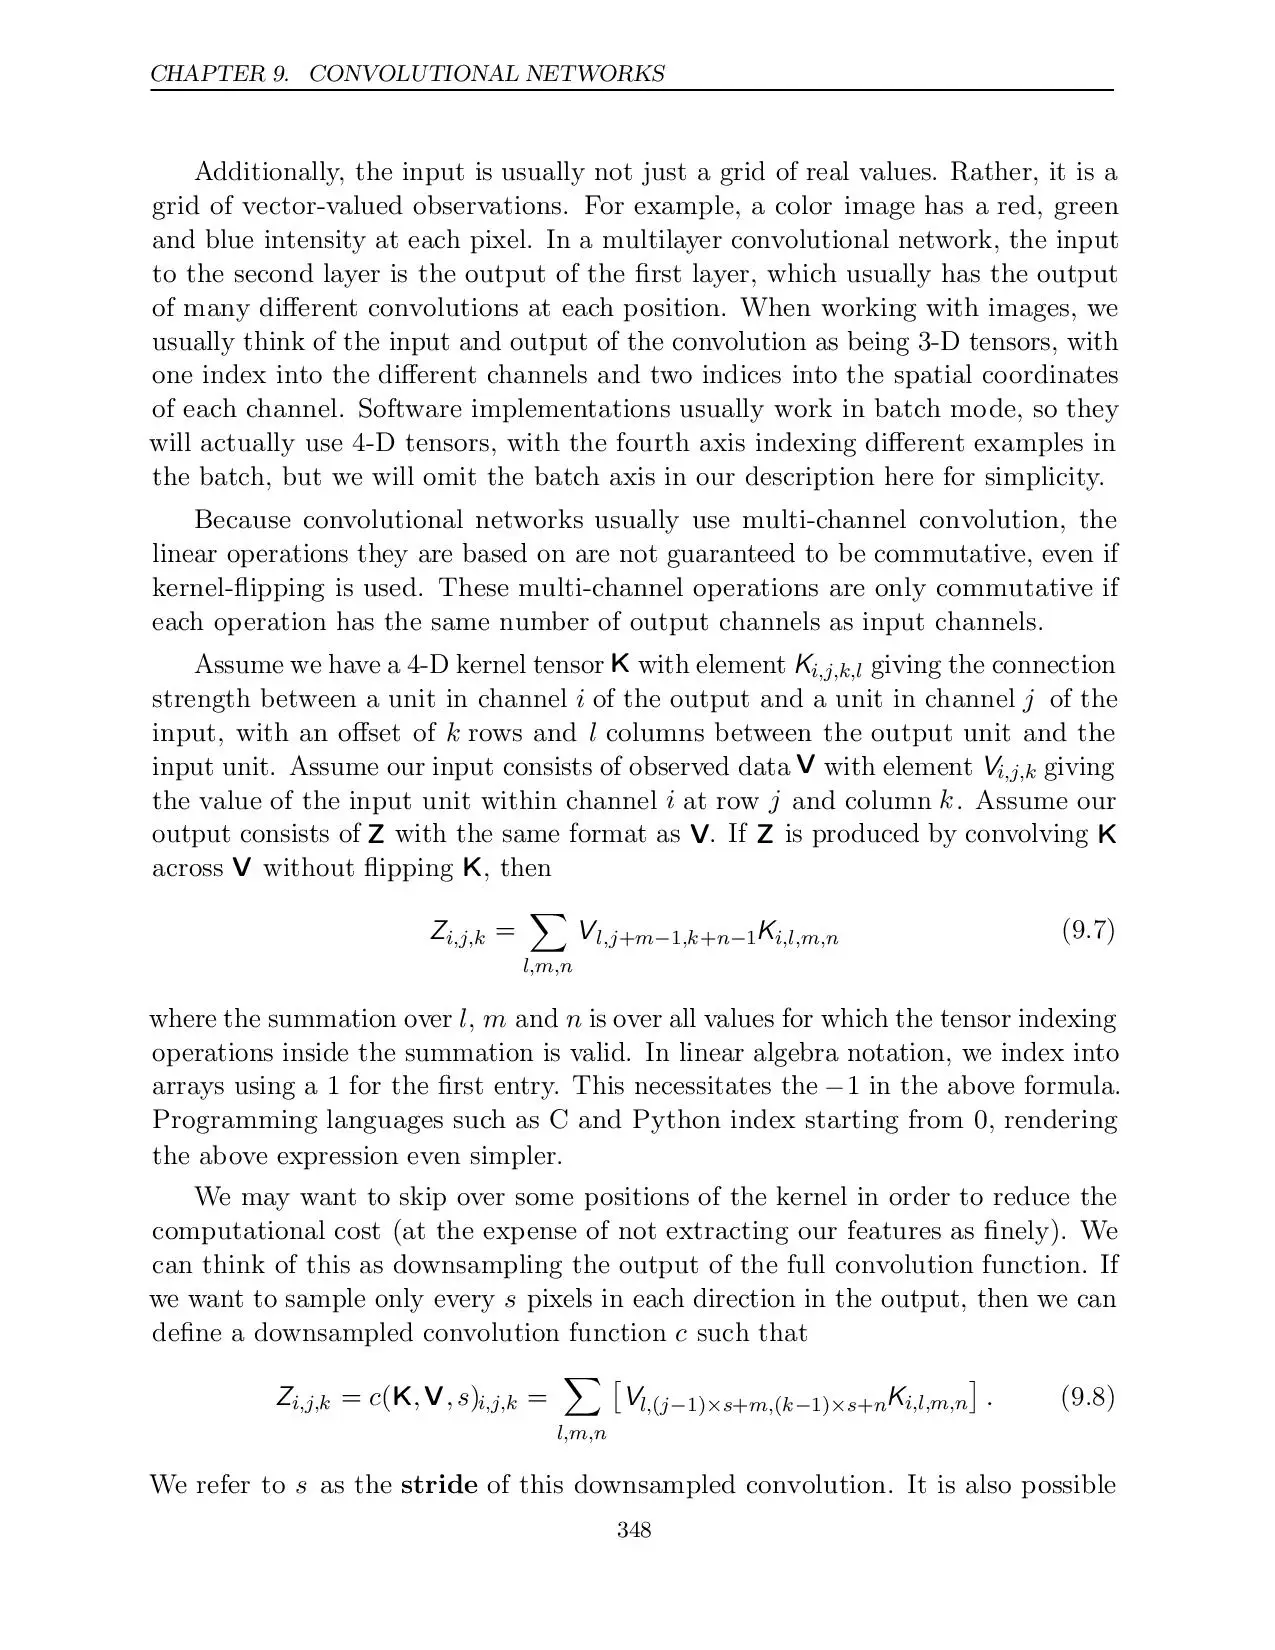 CHAPTER 9. CONVOLUTIONAL NETWORKS
Additionally, the input is usually not just a grid of real values. Rather, it is a
grid of vector-valued observations. For example, a color image has a red, green
and blue intensity at each pixel. In a multilayer convolutional network, the input
to the second layer is the output of the first layer, which usually has the output
of many different convolutions at each position. When working with images, we
usually think of the input and output of the convolution as being 3-D tensors, with
one index into the different channels and two indices into the spatial coordinates
of each channel. Software implementations usually work in batch mode, so they
will actually use 4-D tensors, with the fourth axis indexing different examples in
the batch, but we will omit the batch axis in our description here for simplicity.
Because convolutional networks usually use multi-channel convolution, the
linear operations they are based on are not guaranteed to be commutative, even if
kernel-flipping is used. These multi-channel operations are only commutative if
each operation has the same number of output channels as input channels.
Assume we have a 4-D kernel tensor K with element K_{i,j,k,l} giving the connection
strength between a unit in channel i of the output and a unit in channel j of the
input, with an offset of k rows and l columns between the output unit and the
input unit. Assume our input consists of observed data V with element V_{i,j,k} giving
the value of the input unit within channel i at row j and column k. Assume our
output consists of Z with the same format as V. If Z is produced by convolving K
across V without flipping K, then
Z_{i,j,k} = ∑_{l,m,n} V_{l,j+m−1,k+n−1} K_{i,l,m,n} (9.7)
where the summation over l, m and n is over all values for which the tensor indexing
operations inside the summation is valid. In linear algebra notation, we index into
arrays using a 1 for the first entry. This necessitates the −1 in the above formula.
Programming languages such as C and Python index starting from 0, rendering
the above expression even simpler.
We may want to skip over some positions of the kernel in order to reduce the
computational cost (at the expense of not extracting our features as finely). We
can think of this as downsampling the output of the full convolution function. If
we want to sample only every s pixels in each direction in the output, then we can
define a downsampled convolution function c such that
Z_{i,j,k} = c(K, V, s)_{i,j,k} = ∑_{l,m,n} [V_{l,(j−1)×s+m,(k−1)×s+n} K_{i,l,m,n}] . (9.8)
We refer to s as the stride of this downsampled convolution. It is also possible
348